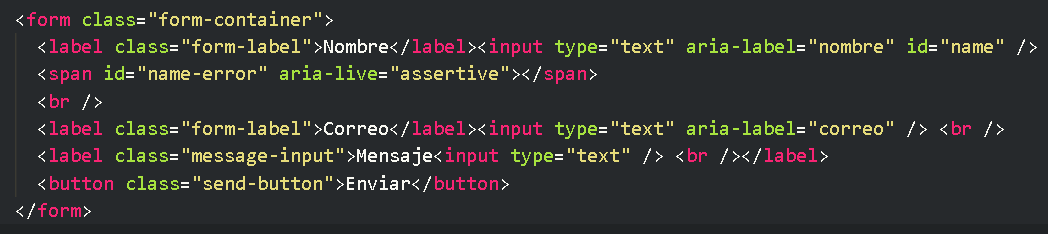 <form class="form-container">
<label class="form-label">Nombre</label><input type="text" aria-label="nombre" id="name" />
<span id="name-error" aria-live="assertive"></span>
<br />
<label class="form-label">Correo</label><input type="text" aria-label="correo" /> <br />
<label class="message-input">Mensaje<input type="text" /> <br /></label>
<button class="send-button">Enviar</button>
</form>